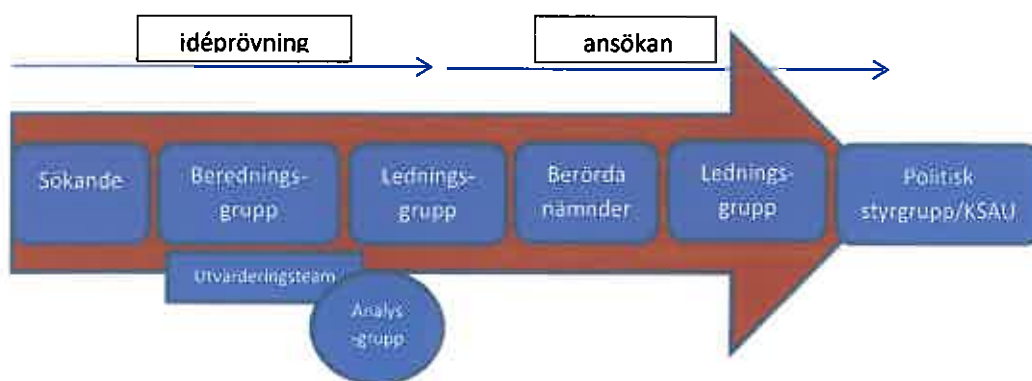 idéprövning
ansökan
Sökande
Berednings-
grupp
Lednings-
grupp
Berörda
nämnder
Lednings-
grupp
Politisk
styrgrupp/KSAU
Utvärderingsteam
Analys
-grupp